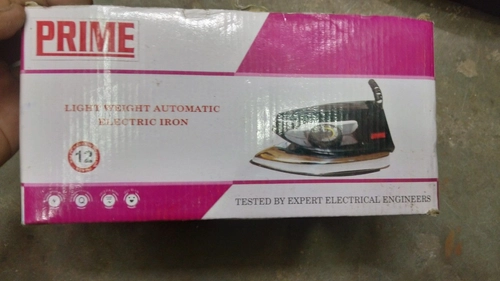 PRIME
LIGHT WEIGHT AUTOMATIC
ELECTRIC IRON
12
TESTED BY EXPERT ELECTRICAL ENGINEERS